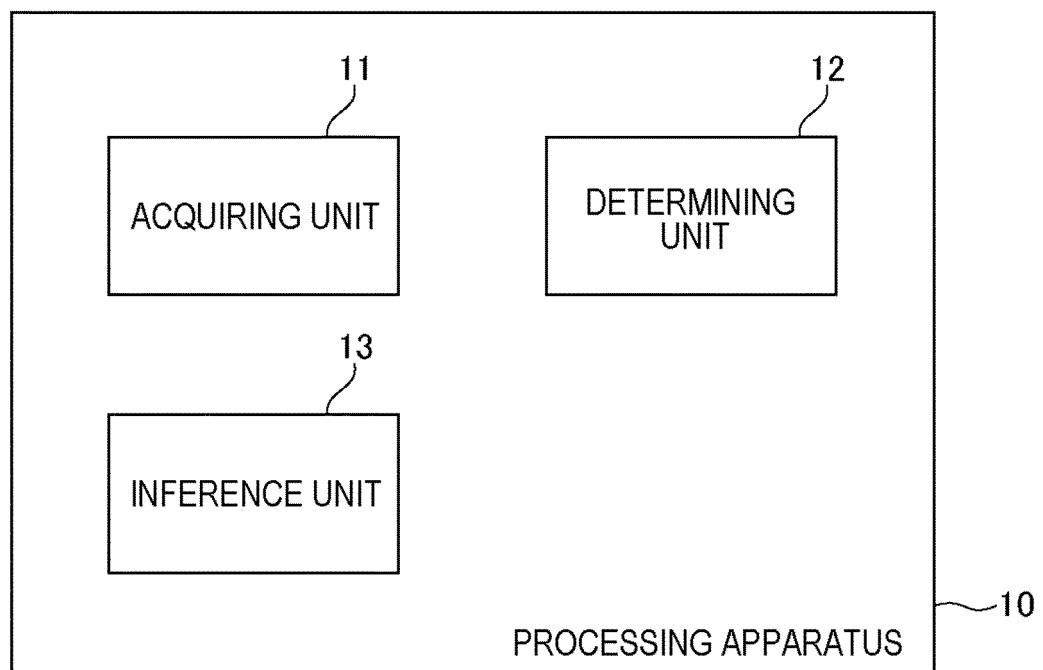 11
12
ACQUIRING UNIT
DETERMINING
UNIT
13
INFERENCE UNIT
10
PROCESSING APPARATUS